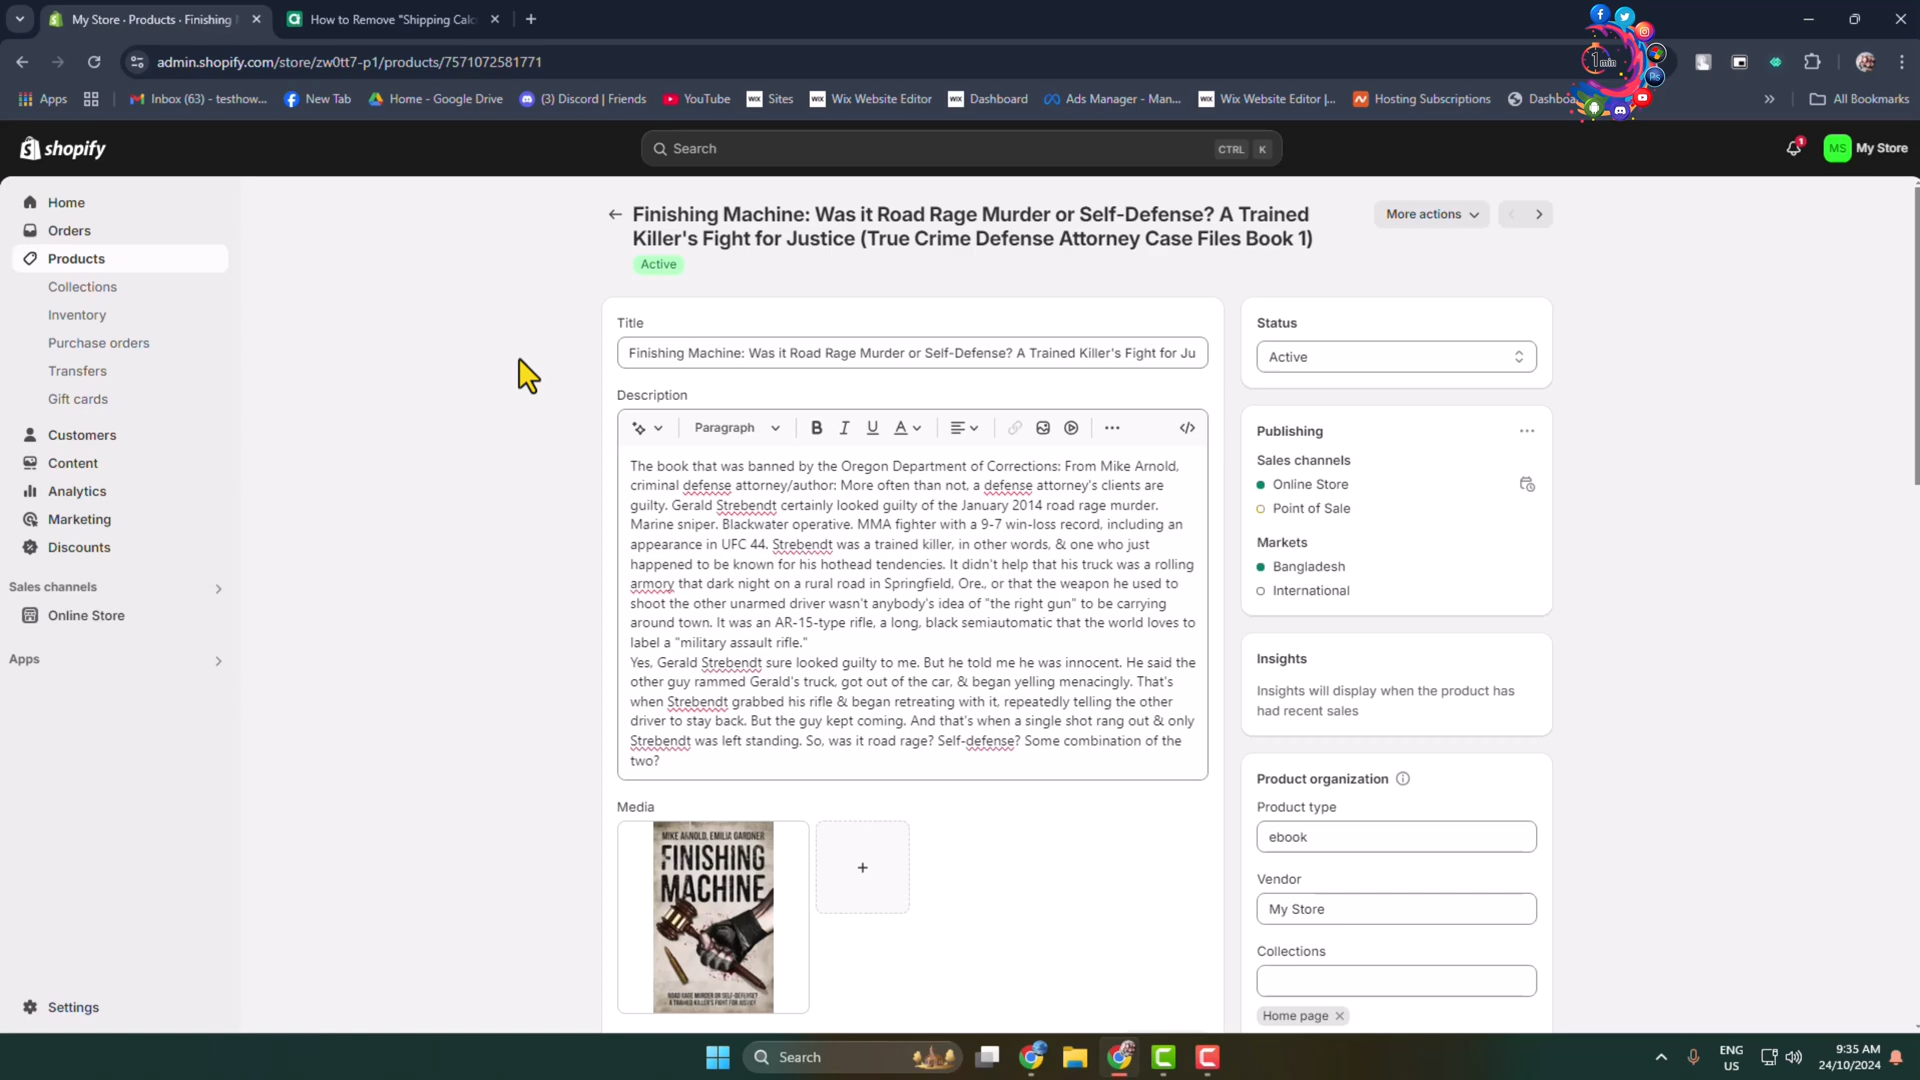 My Store · Products · Finishing
How to Remove "Shipping Calc
admin.shopify.com/store/zw0tt7-p1/products/7571072581771
1min
Rs
Apps
Inbox (63) - testhow...
New Tab
Home - Google Drive
(3) Discord | Friends
YouTube
WIX Sites
WIX Wix Website Editor
WIX Dashboard
Ads Manager - Man...
WIX Wix Website Editor |...
Hosting Subscriptions
Dashboa
All Bookmarks
shopify
Search
CTRL K
1
MS My Store
Home
Orders
Products
Collections
Inventory
Purchase orders
Transfers
Gift cards
Customers
Content
Analytics
Marketing
Discounts
Sales channels
Online Store
Apps
Settings
Finishing Machine: Was it Road Rage Murder or Self-Defense? A Trained
Killer's Fight for Justice (True Crime Defense Attorney Case Files Book 1)
Active
More actions
Title
Finishing Machine: Was it Road Rage Murder or Self-Defense? A Trained Killer's Fight for Ju
Description
Paragraph
B I U A
The book that was banned by the Oregon Department of Corrections: From Mike Arnold,
criminal defense attorney/author: More often than not, a defense attorney's clients are
guilty. Gerald Strebendt certainly looked guilty of the January 2014 road rage murder.
Marine sniper. Blackwater operative. MMA fighter with a 9-7 win-loss record, including an
appearance in UFC 44. Strebendt was a trained killer, in other words, & one who just
happened to be known for his hothead tendencies. It didn't help that his truck was a rolling
armory that dark night on a rural road in Springfield, Ore., or that the weapon he used to
shoot the other unarmed driver wasn't anybody's idea of "the right gun" to be carrying
around town. It was an AR-15-type rifle, a long, black semiautomatic that the world loves to
label a "military assault rifle."
Yes, Gerald Strebendt sure looked guilty to me. But he told me he was innocent. He said the
other guy rammed Gerald's truck, got out of the car, & began yelling menacingly. That's
when Strebendt grabbed his rifle & began retreating with it, repeatedly telling the other
driver to stay back. But the guy kept coming. And that's when a single shot rang out & only
Strebendt was left standing. So, was it road rage? Self-defense? Some combination of the
two?
Media
MIKE ARNOLD, EMILIA GARDNER
FINISHING
MACHINE
ROAD RAGE MURDER OR SELF-DEFENSE?
A TRAINED KILLER'S FIGHT FOR JUSTICE
Status
Active
Publishing
Sales channels
Online Store
Point of Sale
Markets
Bangladesh
International
Insights
Insights will display when the product has
had recent sales
Product organization
Product type
ebook
Vendor
My Store
Collections
Home page
Search
ENG
US
9:35 AM
24/10/2024